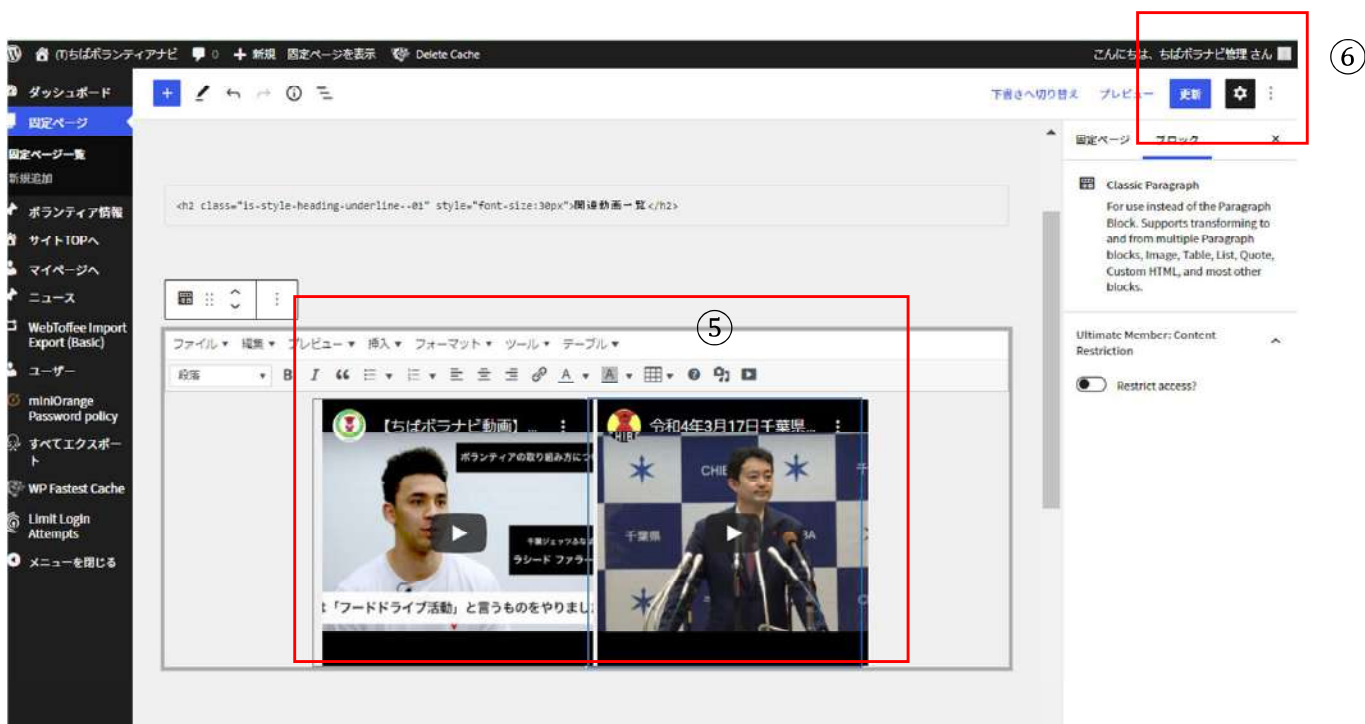 ⑥
(T)ちばボランティアナビ 0 + 新規 固定ページを表示 Delete Cache こんにちは、ちばボラナビ管理 さん
ダッシュボード
固定ページ
固定ページ一覧
新規追加
ボランティア情報
サイトTOPへ
マイページへ
ニュース
WebToffee Import
Export (Basic)
ユーザー
miniOrange
Password policy
すべてエクスポー
ト
WP Fastest Cache
Limit Login
Attempts
メニューを閉じる
下書きへ切り替え プレビュー 更新
<h2 class="is-style-heading-underline--01" style="font-size:30px">関連動画一覧</h2>
⑤
ファイル 編集 プレビュー 挿入 フォーマット ツール テーブル
段落 B I A A
【ちばボラナビ動画】...
ボランティアの取り組み方につ
千葉ジェッツふな
ラシード ファラー
「フードドライブ活動」と言うものをやりまし
令和4年3月17日千葉県...
CHIB
千葉県
BA
固定ページ ブロック ×
Classic Paragraph
For use instead of the Paragraph
Block. Supports transforming to
and from multiple Paragraph
blocks, Image, Table, List, Quote,
Custom HTML, and most other
blocks.
Ultimate Member: Content
Restriction
Restrict access?